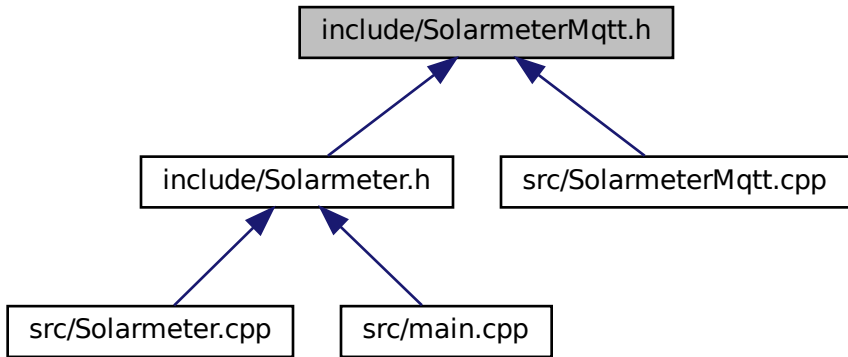 include/SolarmeterMqtt.h
include/Solarmeter.h
src/SolarmeterMqtt.cpp
src/Solarmeter.cpp
src/main.cpp